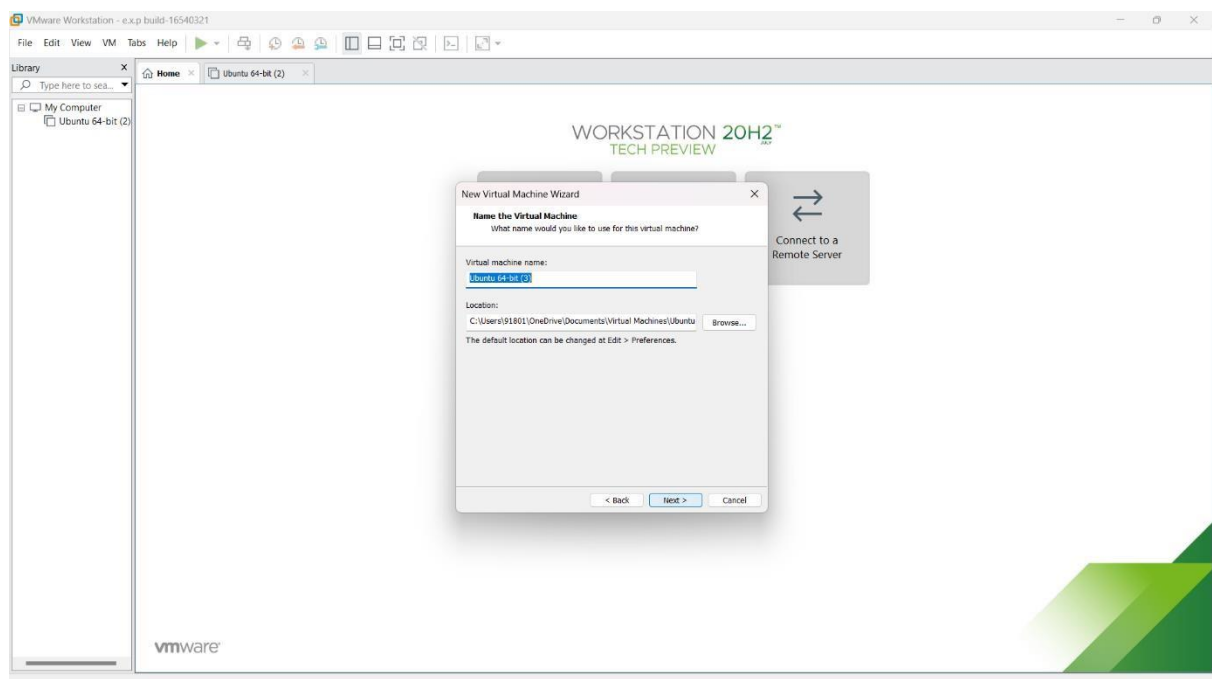 VMware Workstation - e.x.p build-16540321
File Edit View VM Tabs Help
Library X
Type here to sea...
My Computer
Ubuntu 64-bit (2)
Home ×
Ubuntu 64-bit (2) ×
WORKSTATION 20H2™
TECH PREVIEW
New Virtual Machine Wizard
Name the Virtual Machine
What name would you like to use for this virtual machine?
Virtual machine name:
Ubuntu 64-bit (3)
Location:
C:\Users\91801\OneDrive\Documents\Virtual Machines\Ubuntu
Browse...
The default location can be changed at Edit > Preferences.
< Back Next > Cancel
Connect to a
Remote Server
vmware